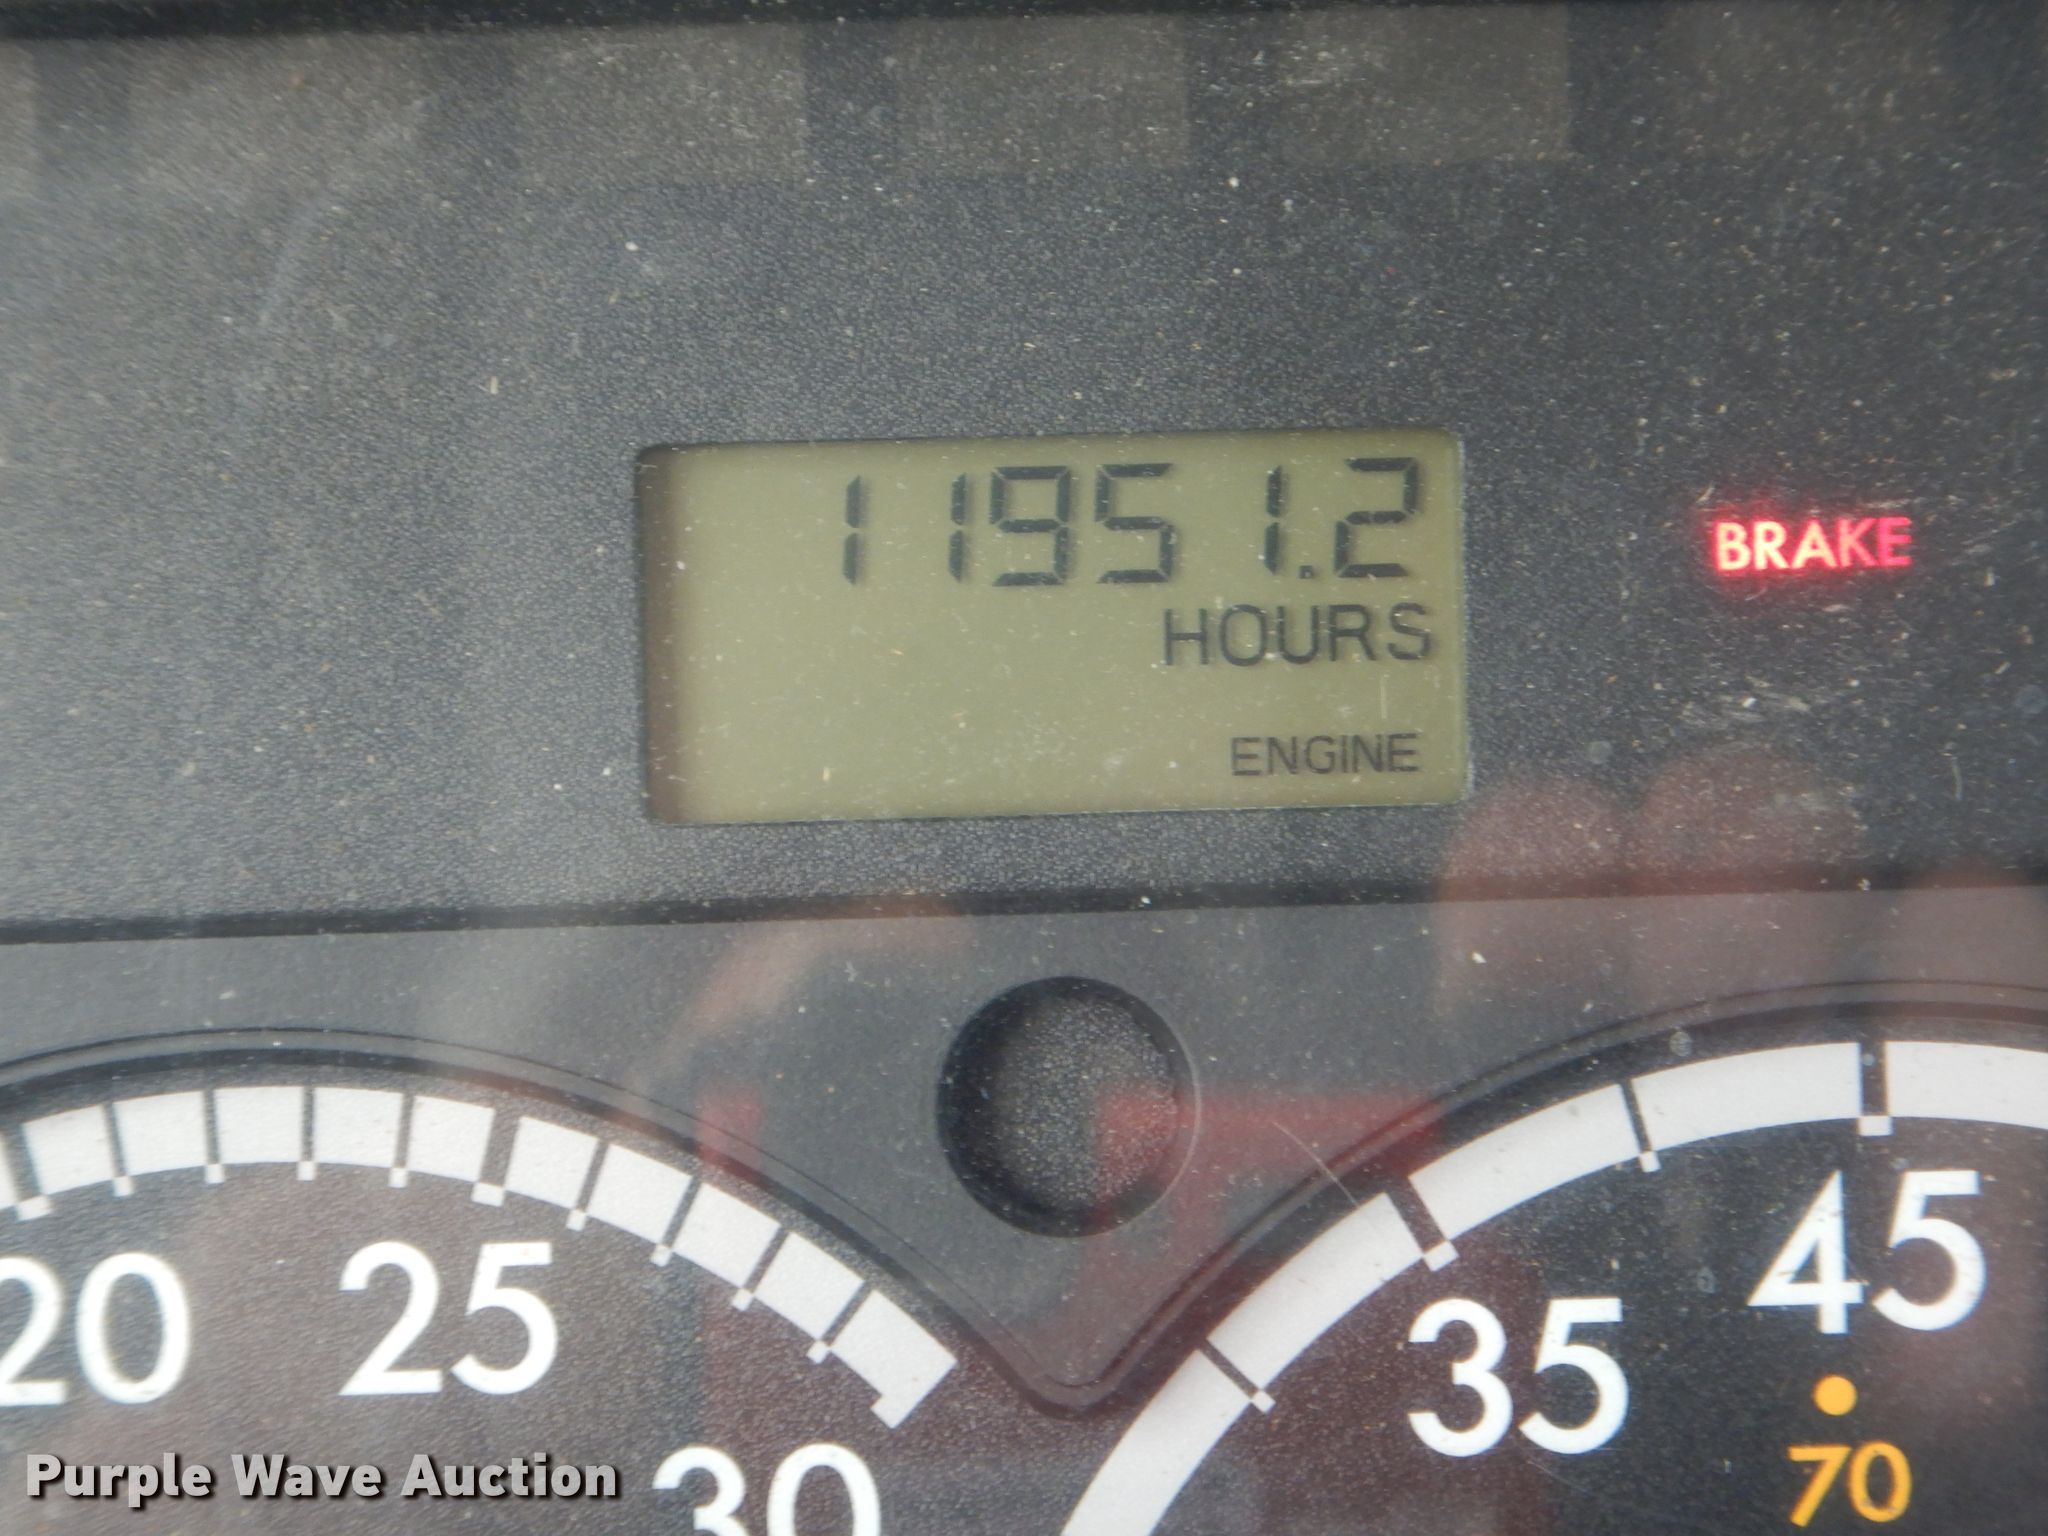 11951.2
HOURS
BRAKE
ENGINE
20 25 30
35 45
70
Purple Wave Auction